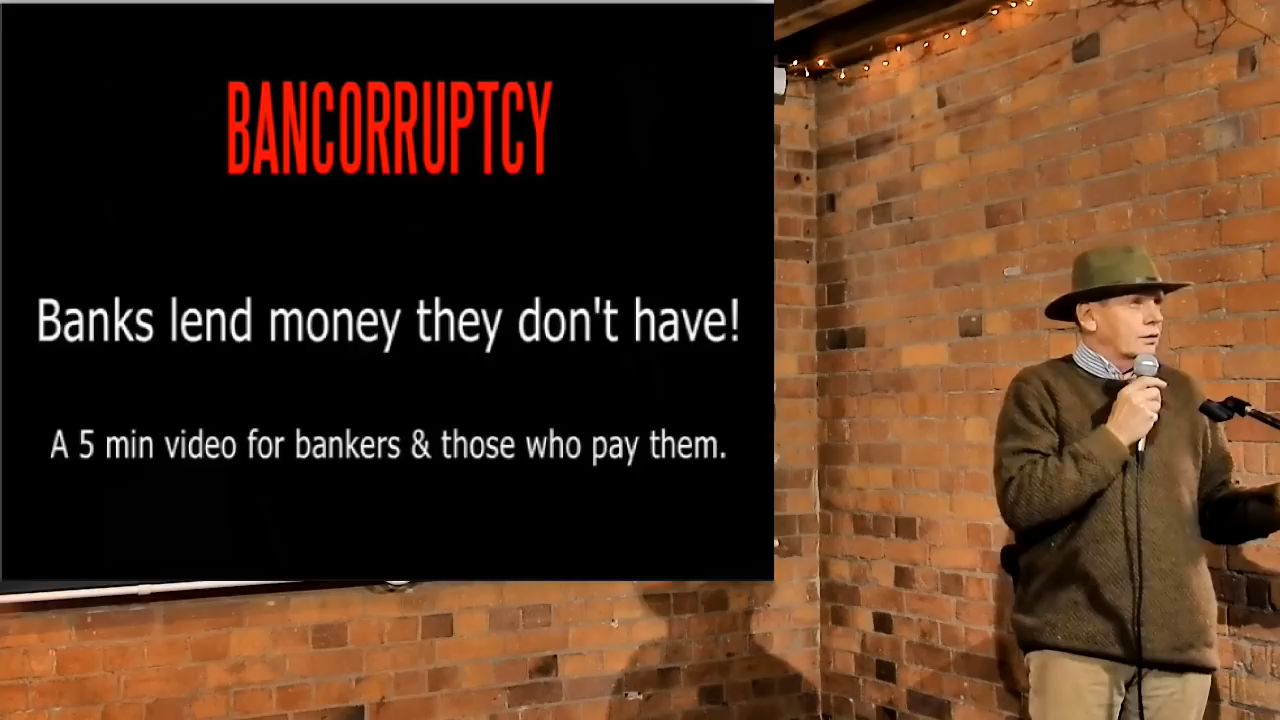 BANCORRUPTCY
Banks lend money they don't have!
A 5 min video for bankers & those who pay them.